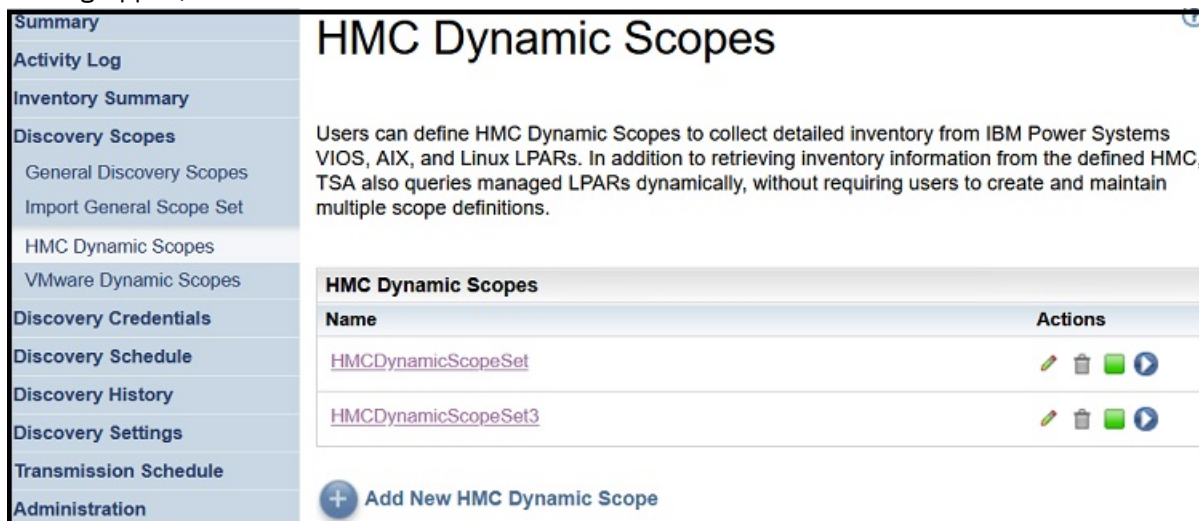 Summary
Activity Log
Inventory Summary
Discovery Scopes
General Discovery Scopes
Import General Scope Set
HMC Dynamic Scopes
VMware Dynamic Scopes
Discovery Credentials
Discovery Schedule
Discovery History
Discovery Settings
Transmission Schedule
Administration
HMC Dynamic Scopes
Users can define HMC Dynamic Scopes to collect detailed inventory from IBM Power Systems
VIOS, AIX, and Linux LPARs. In addition to retrieving inventory information from the defined HMC,
TSA also queries managed LPARs dynamically, without requiring users to create and maintain
multiple scope definitions.
HMC Dynamic Scopes
Name Actions
HMCDynamicScopeSet
HMCDynamicScopeSet3
Add New HMC Dynamic Scope